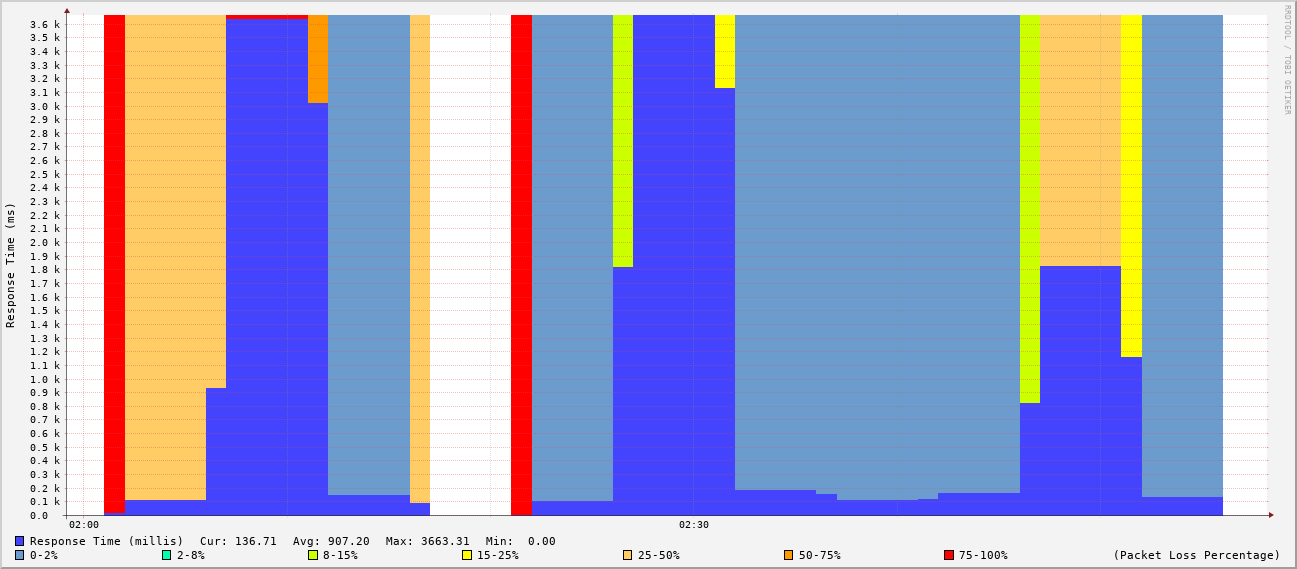 3.6 k
3.5 k
3.4 k
3.3 k
3.2 k
3.1 k
3.0 k
2.9 k
2.8 k
2.7 k
2.6 k
2.5 k
2.4 k
2.3 k
2.2 k
2.1 k
2.0 k
1.9 k
1.8 k
1.7 k
1.6 k
1.5 k
1.4 k
1.3 k
1.2 k
1.1 k
1.0 k
0.9 k
0.8 k
0.7 k
0.6 k
0.5 k
0.4 k
0.3 k
0.2 k
0.1 k
0.0
Response Time (ms)
RRDTOOL / TOBI OETIKER
02:00 02:30
Response Time (millis) Cur: 136.71 Avg: 907.20 Max: 3663.31 Min: 0.00
0-2% 2-8% 8-15% 15-25% 25-50% 50-75% 75-100% (Packet Loss Percentage)